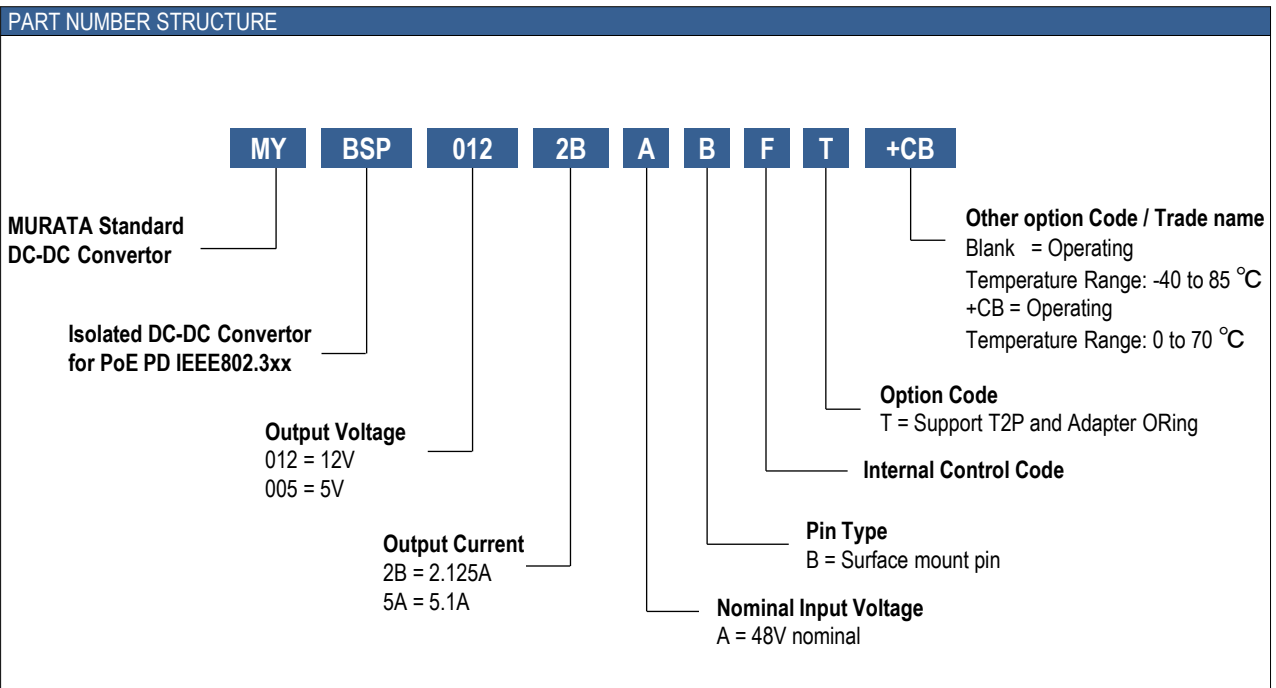 PART NUMBER STRUCTURE
MY BSP 012 2B A B F T +CB
MURATA Standard
DC-DC Convertor
Isolated DC-DC Convertor
for PoE PD IEEE802.3xx
Output Voltage
012 = 12V
005 = 5V
Output Current
2B = 2.125A
5A = 5.1A
Nominal Input Voltage
A = 48V nominal
Pin Type
B = Surface mount pin
Internal Control Code
Option Code
T = Support T2P and Adapter ORing
Other option Code / Trade name
Blank = Operating
Temperature Range: -40 to 85 ℃
+CB = Operating
Temperature Range: 0 to 70 ℃